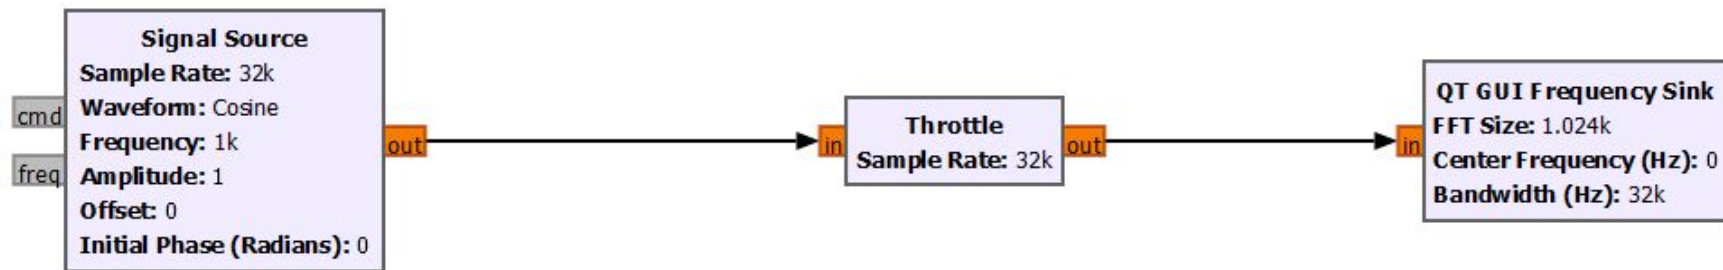 Signal Source
Sample Rate: 32k
Waveform: Cosine
Frequency: 1k
Amplitude: 1
Offset: 0
Initial Phase (Radians): 0
cmd
freq
out
in
Throttle
Sample Rate: 32k
out
in
QT GUI Frequency Sink
FFT Size: 1.024k
Center Frequency (Hz): 0
Bandwidth (Hz): 32k